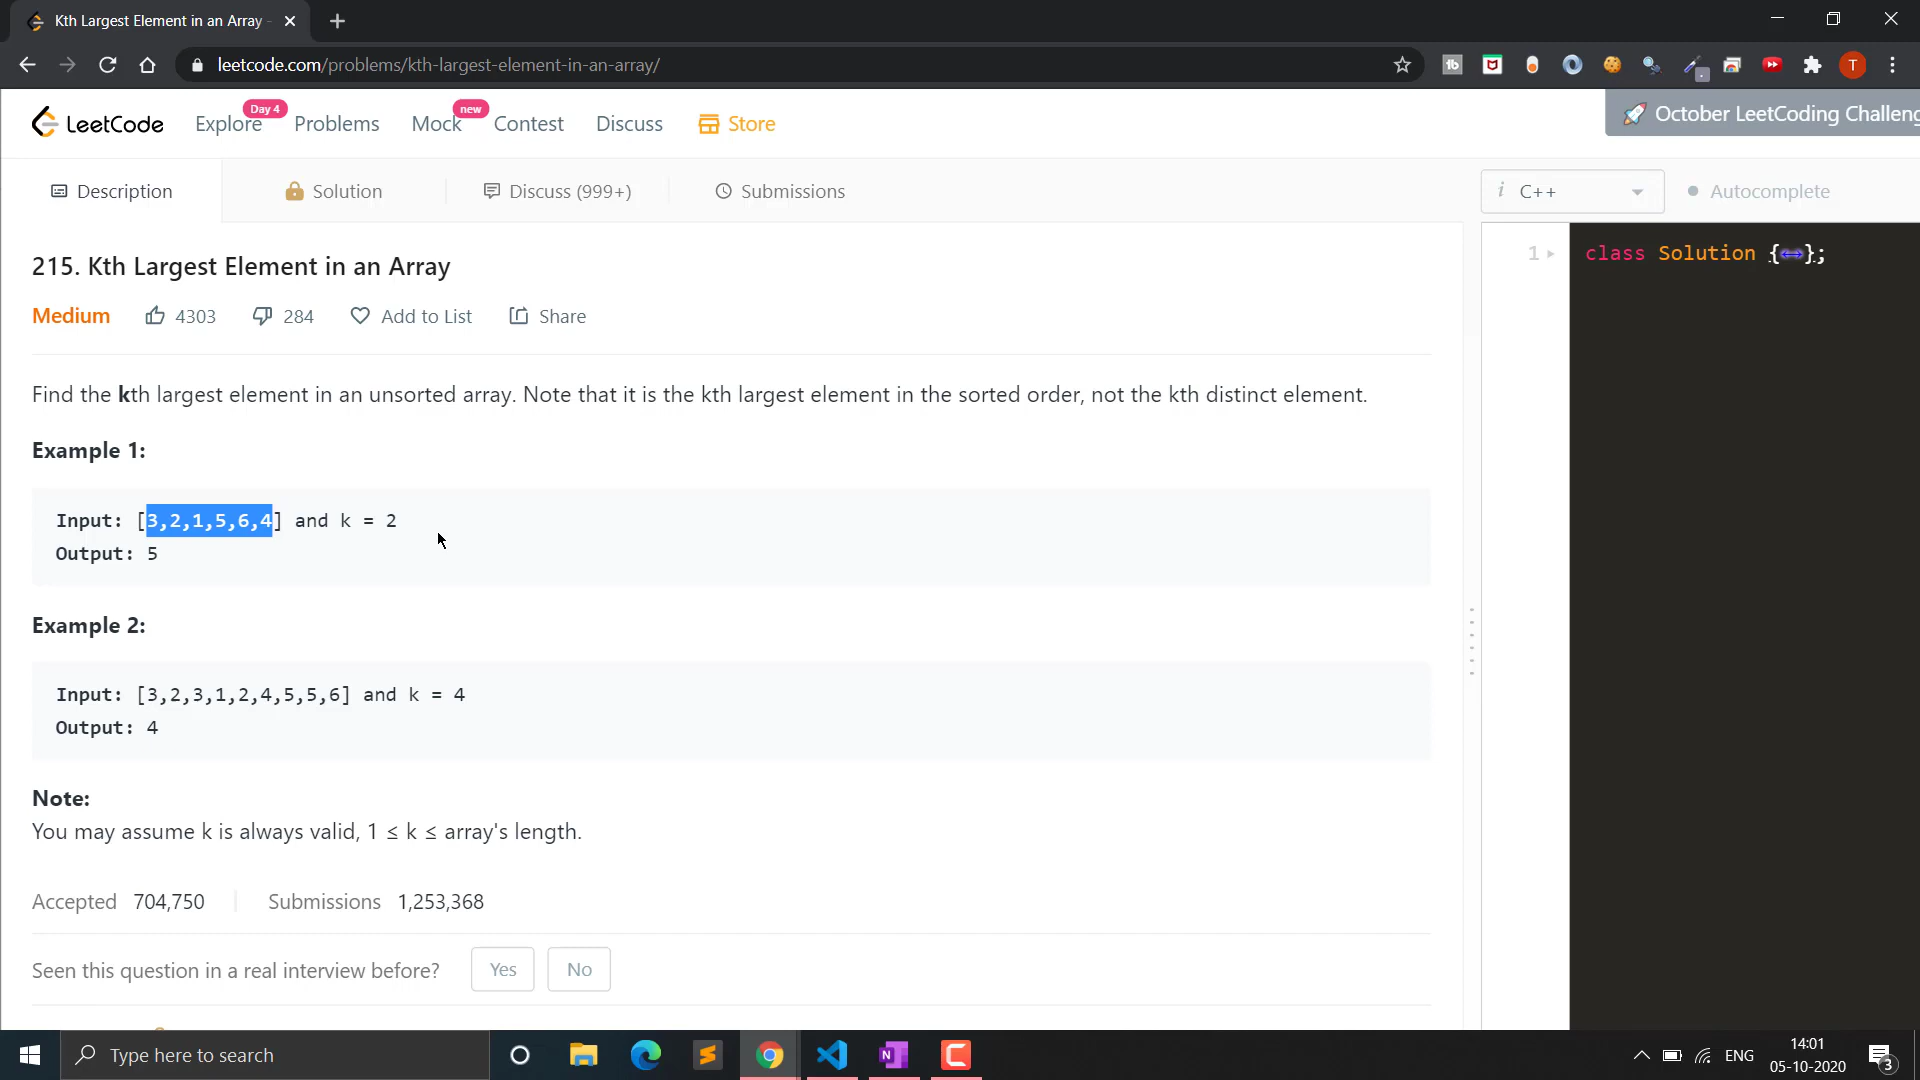 Kth Largest Element in an Array -
leetcode.com/problems/kth-largest-element-in-an-array/
T
LeetCode
Explore
Day 4
Problems
Mock
new
Contest
Discuss
Store
October LeetCoding Challeng
Description
Solution
Discuss (999+)
Submissions
i C++
Autocomplete
215. Kth Largest Element in an Array
Medium
4303
284
Add to List
Share
Find the kth largest element in an unsorted array. Note that it is the kth largest element in the sorted order, not the kth distinct element.
Example 1:
Input: [3,2,1,5,6,4] and k = 2
Output: 5
Example 2:
Input: [3,2,3,1,2,4,5,5,6] and k = 4
Output: 4
Note:
You may assume k is always valid, 1 ≤ k ≤ array's length.
Accepted 704,750
Submissions 1,253,368
Seen this question in a real interview before?
Yes
No
1
class Solution {↔};
Type here to search
ENG
14:01
05-10-2020
3